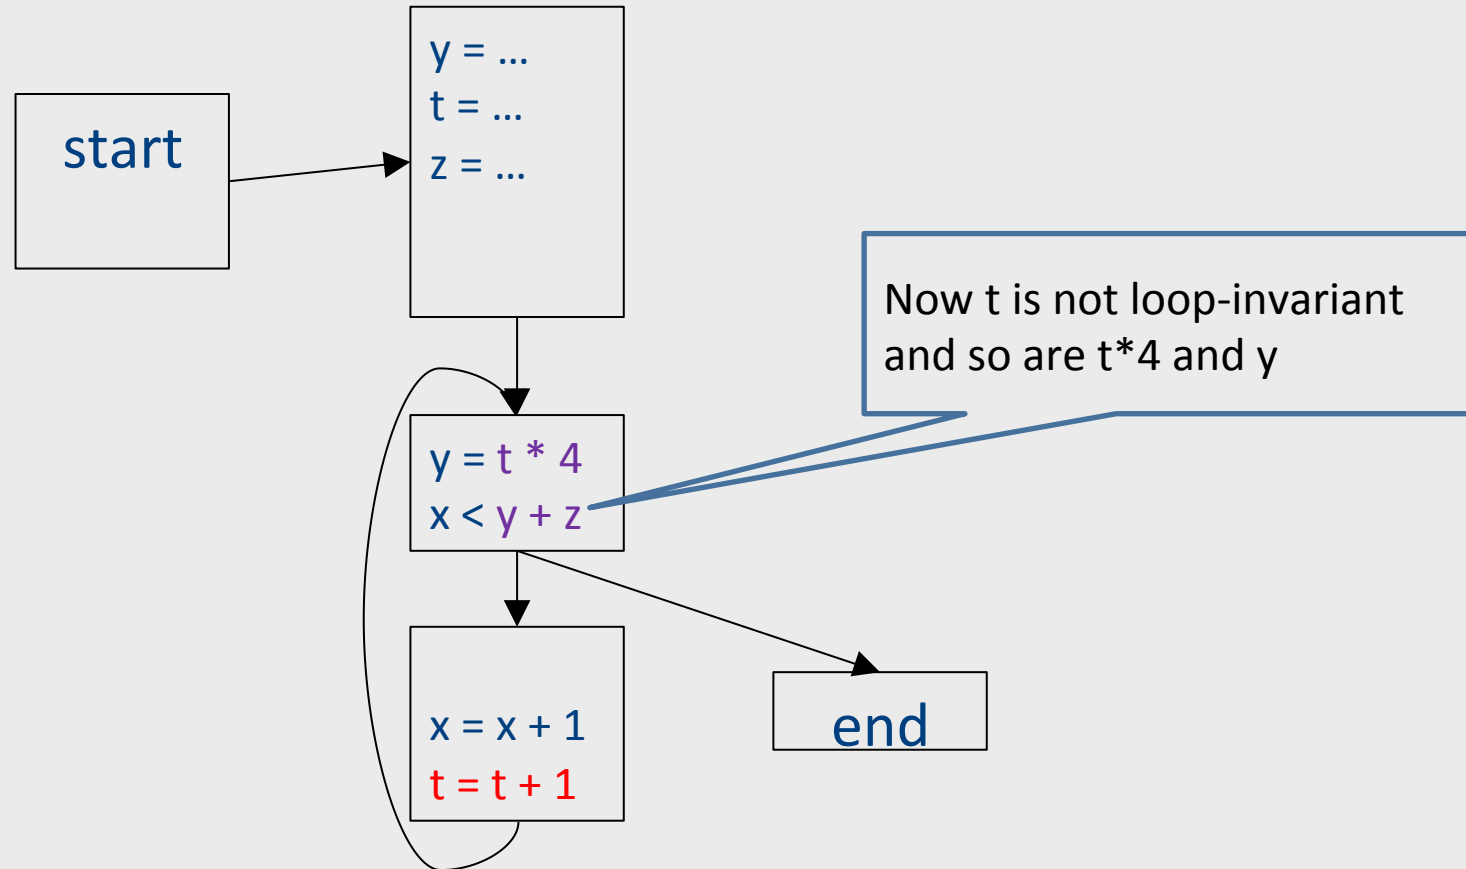 start
y = …
t = …
z = …
Now t is not loop-invariant
and so are t*4 and y
y = t * 4
x < y + z
x = x + 1
t = t + 1
end